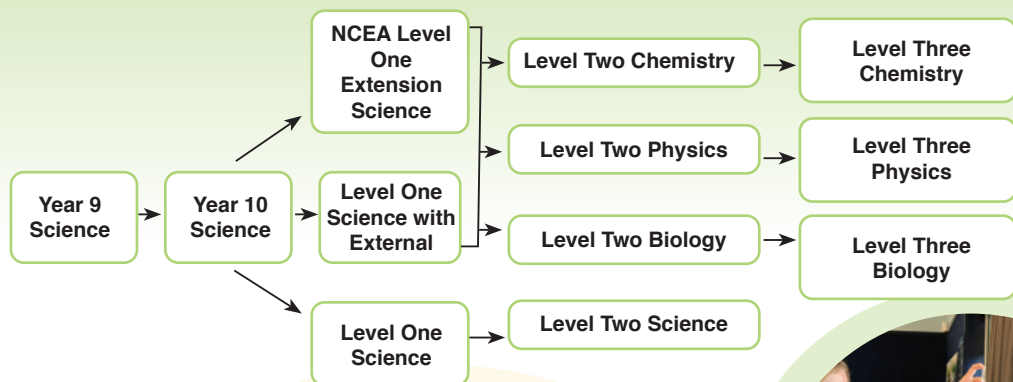 Year 9
Science
Year 10
Science
NCEA Level
One
Extension
Science
Level One
Science with
External
Level One
Science
Level Two Chemistry
Level Two Physics
Level Two Biology
Level Two Science
Level Three
Chemistry
Level Three
Physics
Level Three
Biology